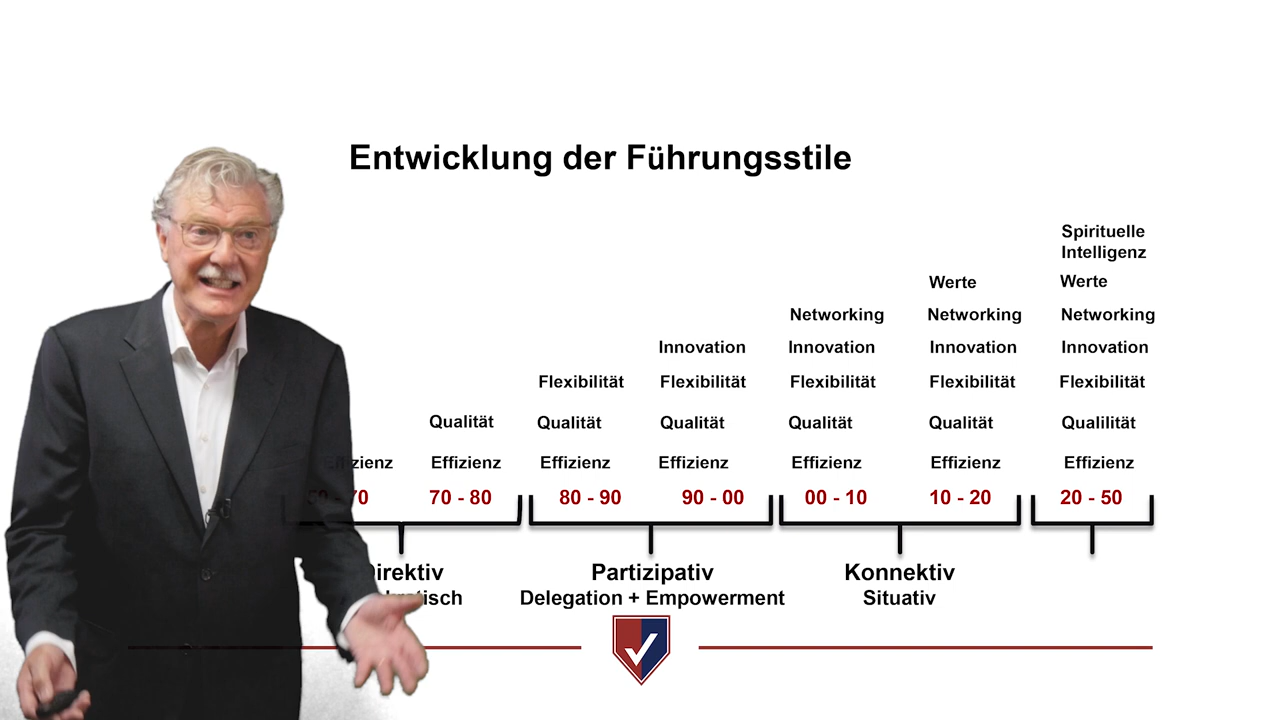 Entwicklung der Führungsstile
Spirituelle
Intelligenz
Werte Werte
Networking Networking Networking
Innovation Innovation Innovation Innovation
Flexibilität Flexibilität Flexibilität Flexibilität Flexibilität
Qualität Qualität Qualität Qualität Qualität Qualilität
Effizienz Effizienz Effizienz Effizienz Effizienz Effizienz Effizienz
70 - 80 80 - 90 90 - 00 00 - 10 10 - 20 20 - 50
Direktiv Partizipativ Konnektiv
Delegation + Empowerment Situativ